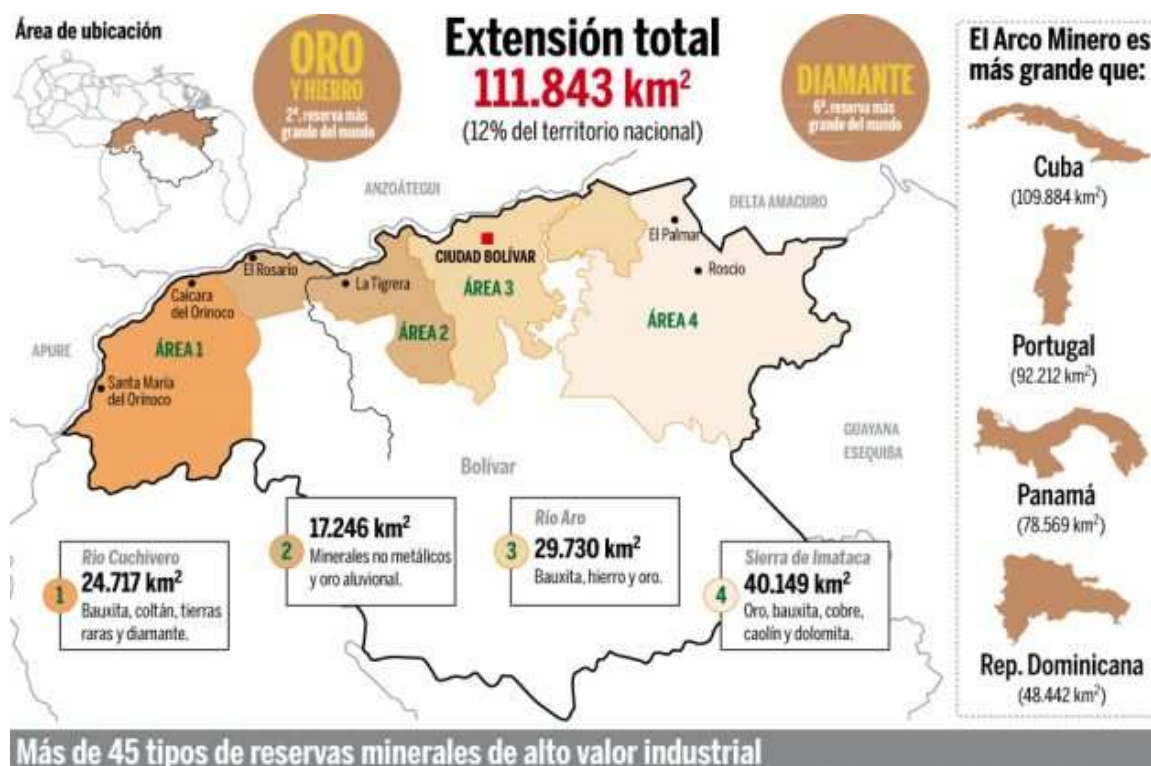 Área de ubicación
ORO
Y HIERRO
2ª. reserva más
grande del mundo
Extensión total
111.843 km²
(12% del territorio nacional)
DIAMANTE
6ª. reserva más
grande del mundo
El Arco Minero es
más grande que:
Cuba
(109.884 km²)
Portugal
(92.212 km²)
Panamá
(78.569 km²)
Rep. Dominicana
(48.442 km²)
ANZOÁTEGUI
DELTA AMACURO
El Palmar
CIUDAD BOLÍVAR
El Rosario
Roscio
La Tigrera
ÁREA 3
Caicara
del Orinoco
ÁREA 4
ÁREA 2
APURE
ÁREA 1
Santa María
del Orinoco
GUAYANA
ESEQUIBA
Bolívar
Río Cuchivero
1
24.717 km²
Bauxita, coltán, tierras
raras y diamante.
2
17.246 km²
Minerales no metálicos
y oro aluvional.
Río Aro
3
29.730 km²
Bauxita, hierro y oro.
Sierra de Imataca
4
40.149 km²
Oro, bauxita, cobre,
caolín y dolomita.
Más de 45 tipos de reservas minerales de alto valor industrial